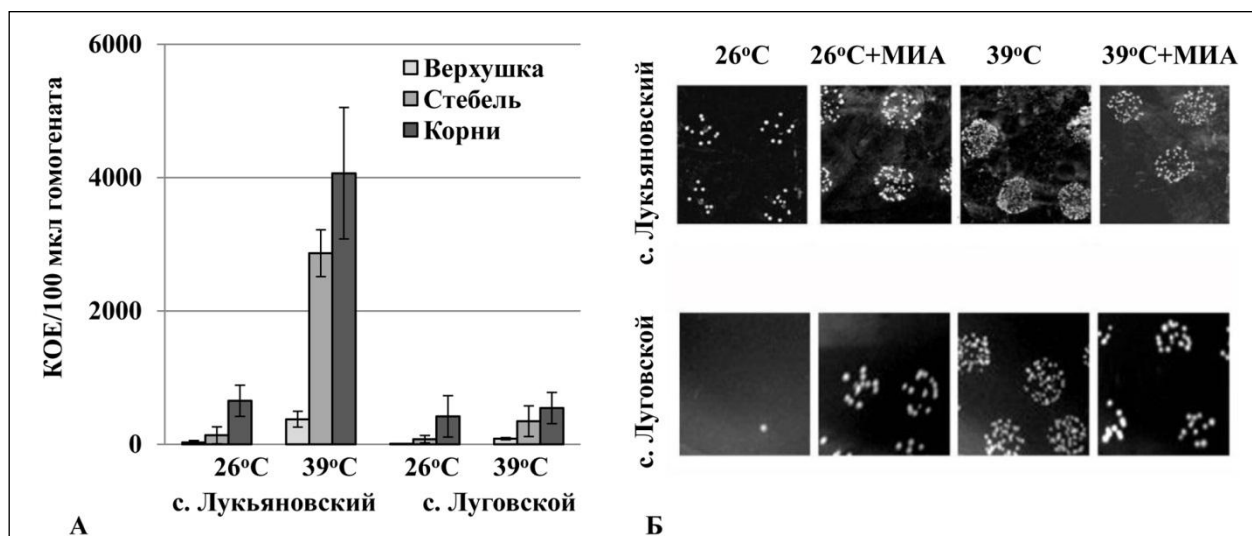 КОЕ/100 мкл гомогената
6000
4000
2000
0
Верхушка
Стебель
Корни
26°C 39°C 26°C 39°C
с. Лукьяновский с. Луговской
А
26°C 26°C+МИА 39°C 39°C+МИА
с. Лукьяновский
с. Луговской
Б